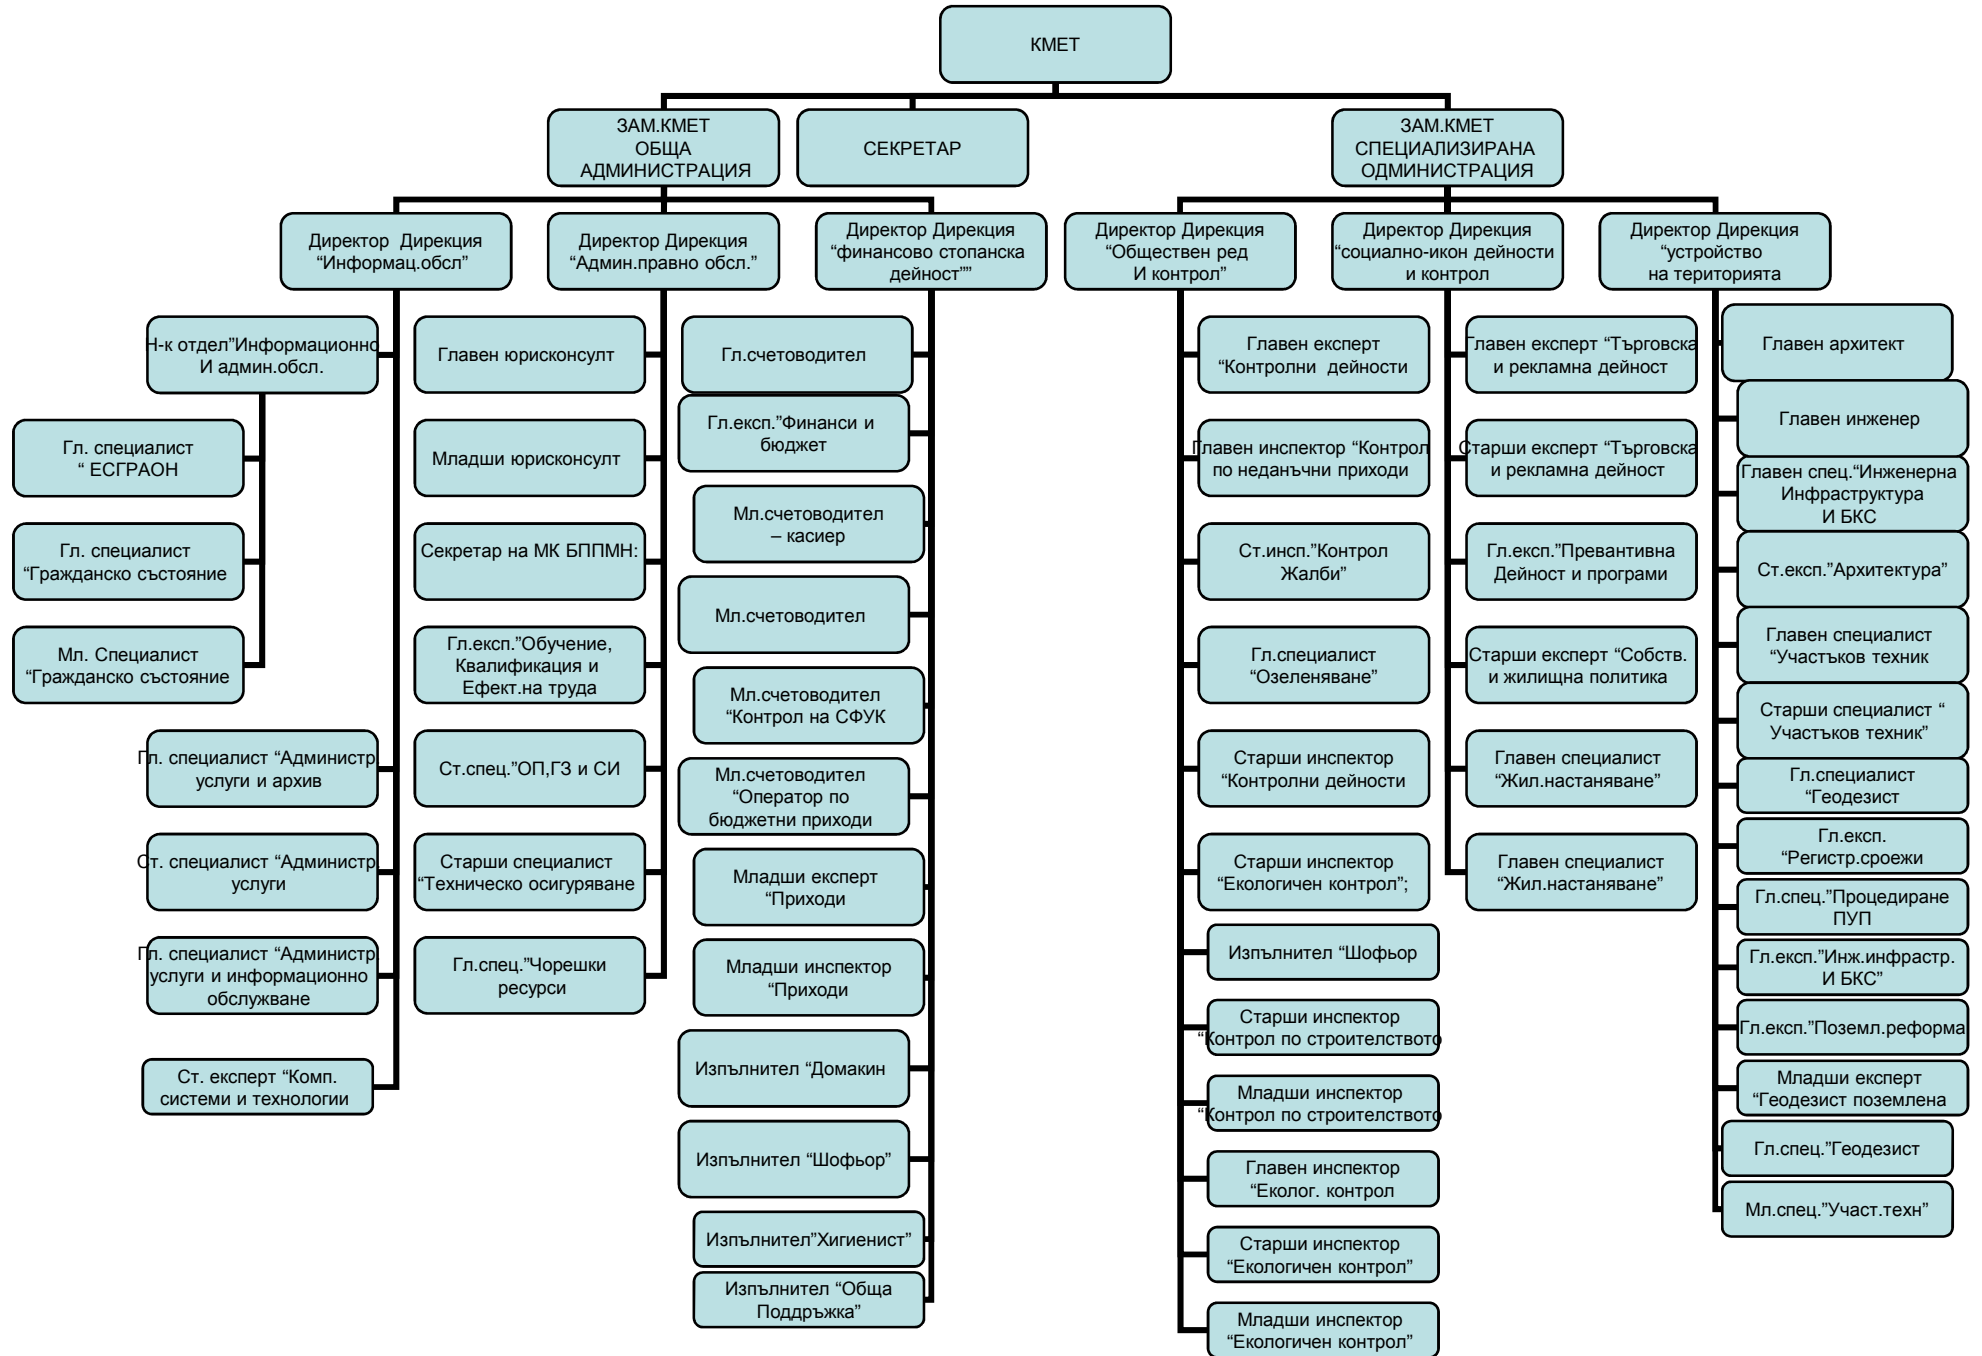 КМЕТ
ЗАМ.КМЕТ
ОБЩА
АДМИНИСТРАЦИЯ
СЕКРЕТАР
ЗАМ.КМЕТ
СПЕЦИАЛИЗИРАНА
ОДМИНИСТРАЦИЯ
Директор Дирекция
“Информац.обсл”
Директор Дирекция
“Админ.правно обсл.”
Директор Дирекция
“финансово стопанска
дейност””
Директор Дирекция
“Обществен ред
И контрол”
Директор Дирекция
“социално-икон дейности
и контрол
Директор Дирекция
“устройство
на територията
Н-к отдел”Информационно
И админ.обсл.
Гл. специалист
“ ЕСГРАОН
Гл. специалист
“Гражданско състояние
Мл. Специалист
“Гражданско състояние
Гл. специалист “Администр.
услуги и архив
Ст. специалист “Администр.
услуги
Гл. специалист “Администр.
услуги и информационно
обслужване
Ст. експерт “Комп.
системи и технологии
Главен юрисконсулт
Младши юрисконсулт
Секретар на МК БППМН:
Гл.експ.”Обучение,
Квалификация и
Ефект.на труда
Ст.спец.”ОП,ГЗ и СИ
Старши специалист
“Техническо осигуряване
Гл.спец.”Чорешки
ресурси
Гл.счетоводител
Гл.експ.”Финанси и
бюджет
Мл.счетоводител
– касиер
Мл.счетоводител
Мл.счетоводител
“Контрол на СФУК
Мл.счетоводител
“Оператор по
бюджетни приходи
Младши експерт
“Приходи
Младши инспектор
“Приходи
Изпълнител “Домакин
Изпълнител “Шофьор”
Изпълнител”Хигиенист”
Изпълнител “Обща
Поддръжка”
Главен експерт
“Контролни дейности
Главен инспектор “Контрол
по неданъчни приходи
Ст.инсп.”Контрол
Жалби”
Гл.специалист
“Озеленяване”
Старши инспектор
“Контролни дейности
Старши инспектор
“Екологичен контрол”;
Изпълнител “Шофьор
Старши инспектор
“Контрол по строителството
Младши инспектор
“Контрол по строителството
Главен инспектор
“Еколог. контрол
Старши инспектор
“Екологичен контрол”
Младши инспектор
“Екологичен контрол”
Главен експерт “Търговска
и рекламна дейност
Старши експерт “Търговска
и рекламна дейност
Гл.експ.”Превантивна
Дейност и програми
Старши експерт “Собств.
и жилищна политика
Главен специалист
“Жил.настаняване”
Главен специалист
“Жил.настаняване”
Главен архитект
Главен инженер
Главен спец.“Инженерна
Инфраструктура
И БКС
Ст.експ.”Архитектура”
Главен специалист
“Участъков техник
Старши специалист “
Участъков техник”
Гл.специалист
“Геодезист
Гл.експ.
“Регистр.сроежи
Гл.спец.”Процедиране
ПУП
Гл.експ.”Инж.инфрастр.
И БКС”
Гл.експ.”Поземл.реформа
Младши експерт
“Геодезист поземлена
Гл.спец.”Геодезист
Мл.спец.”Участ.техн”